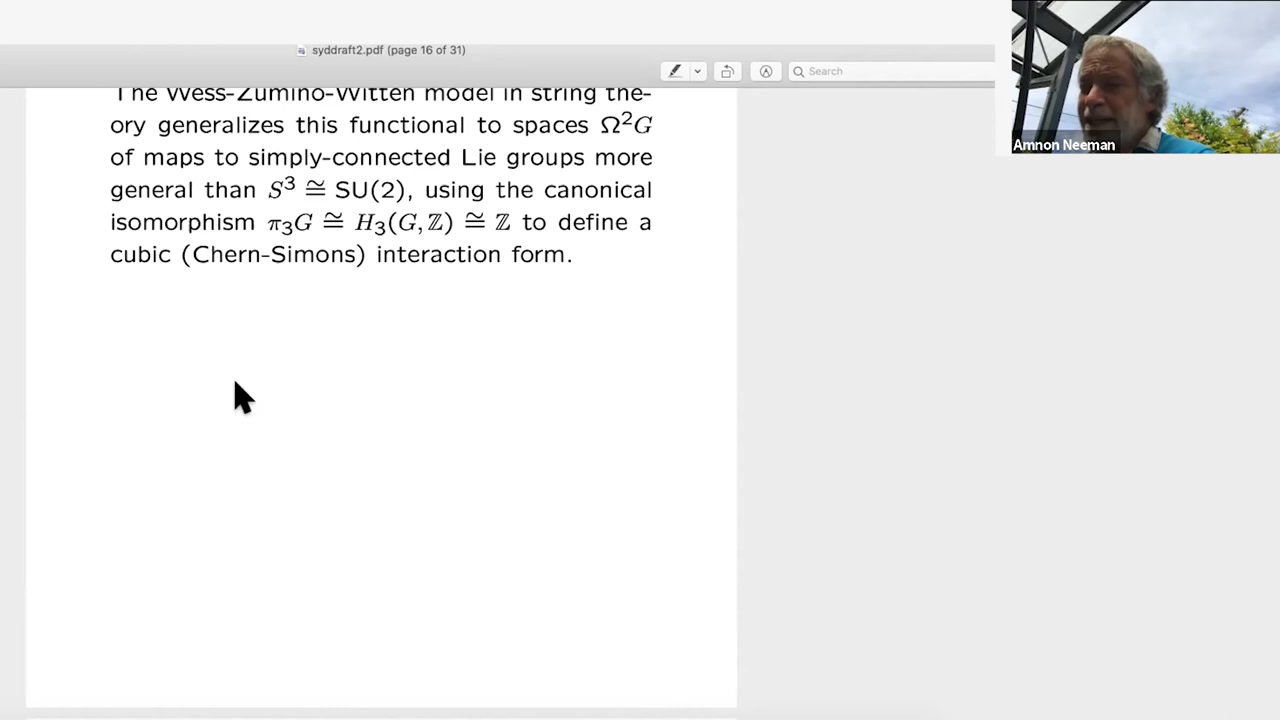 syddraft2.pdf (page 16 of 31)
Search
The Wess-Zumino-Witten model in string the-
ory generalizes this functional to spaces Ω²G
of maps to simply-connected Lie groups more
general than S³ ≅ SU(2), using the canonical
isomorphism π₃G ≅ H₃(G, ℤ) ≅ ℤ to define a
cubic (Chern-Simons) interaction form.
Amnon Neeman